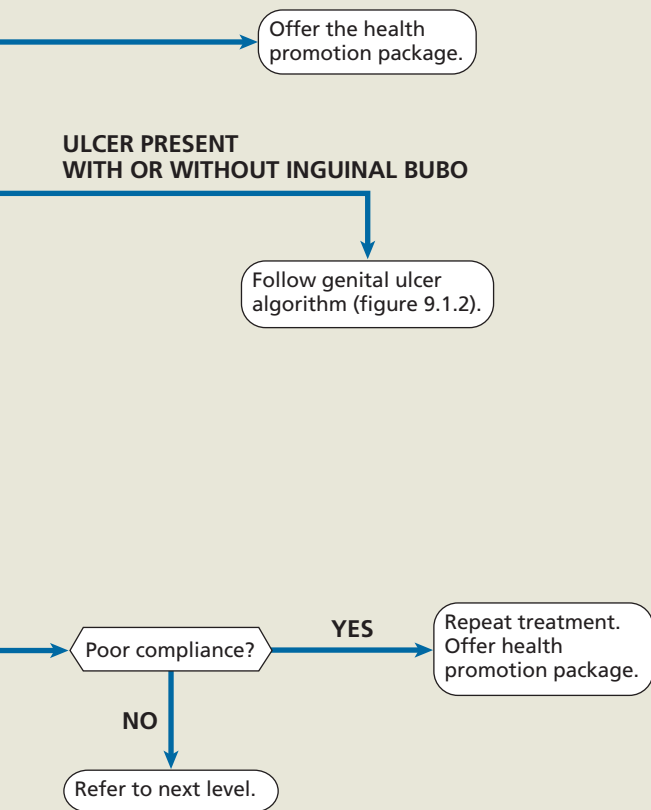 Offer the health
promotion package.
ULCER PRESENT
WITH OR WITHOUT INGUINAL BUBO
Follow genital ulcer
algorithm (figure 9.1.2).
Poor compliance?
YES
Repeat treatment.
Offer health
promotion package.
NO
Refer to next level.